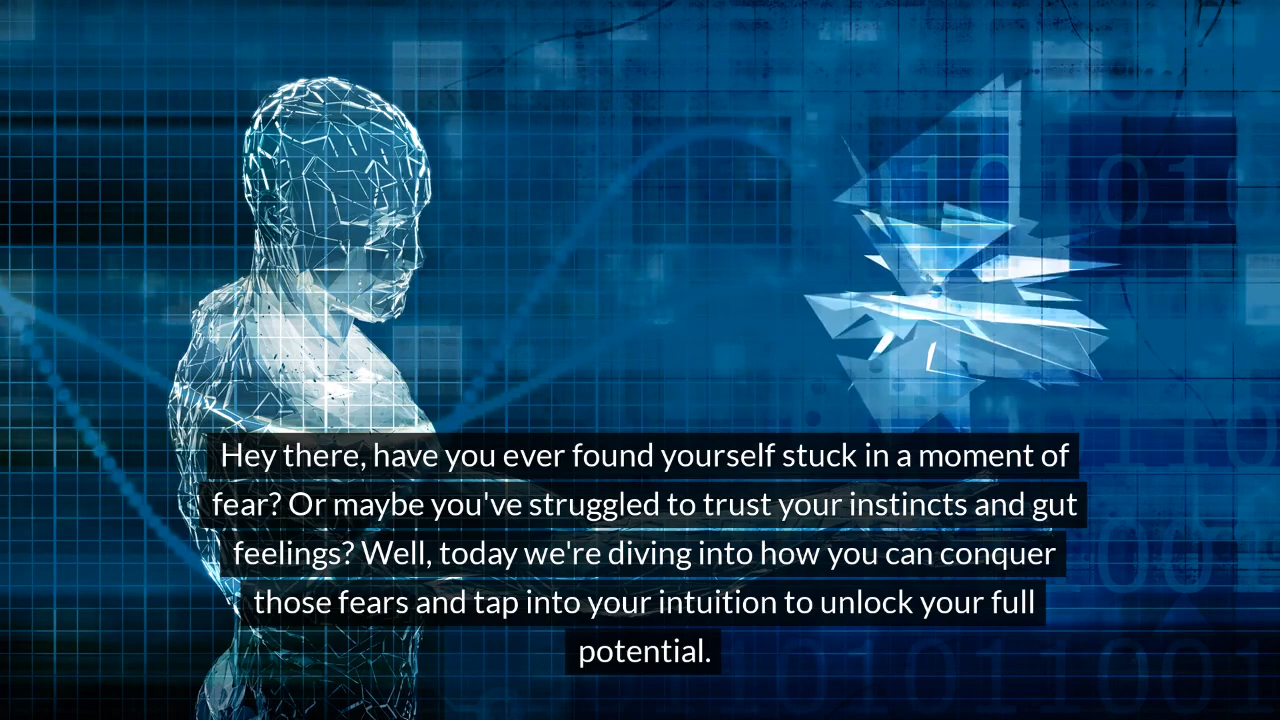 Hey there, have you ever found yourself stuck in a moment of
fear? Or maybe you've struggled to trust your instincts and gut
feelings? Well, today we're diving into how you can conquer
those fears and tap into your intuition to unlock your full
potential.